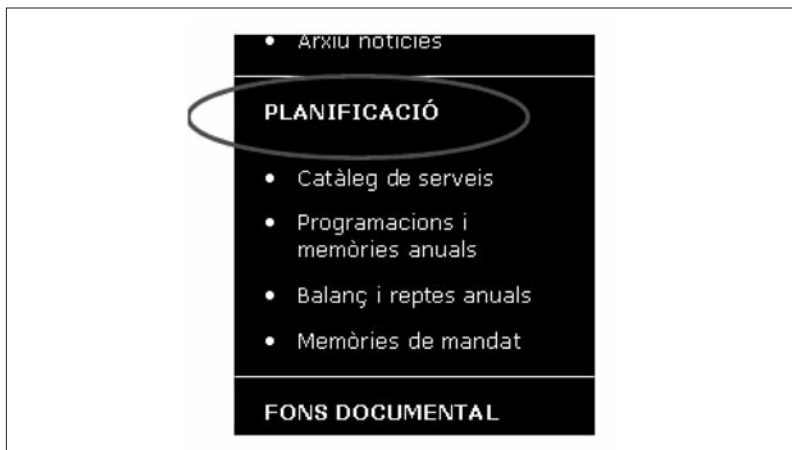 • Arxiu notícies
PLANIFICACIÓ
• Catàleg de serveis
• Programacions i
memòries anuals
• Balanç i reptes anuals
• Memòries de mandat
FONS DOCUMENTAL